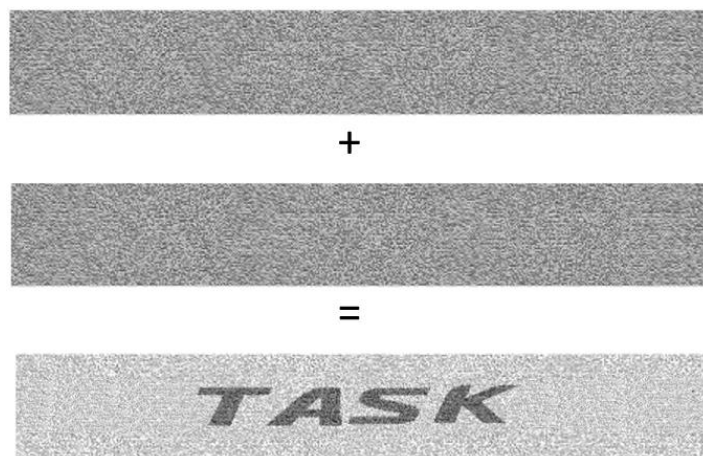 +
=
TASK